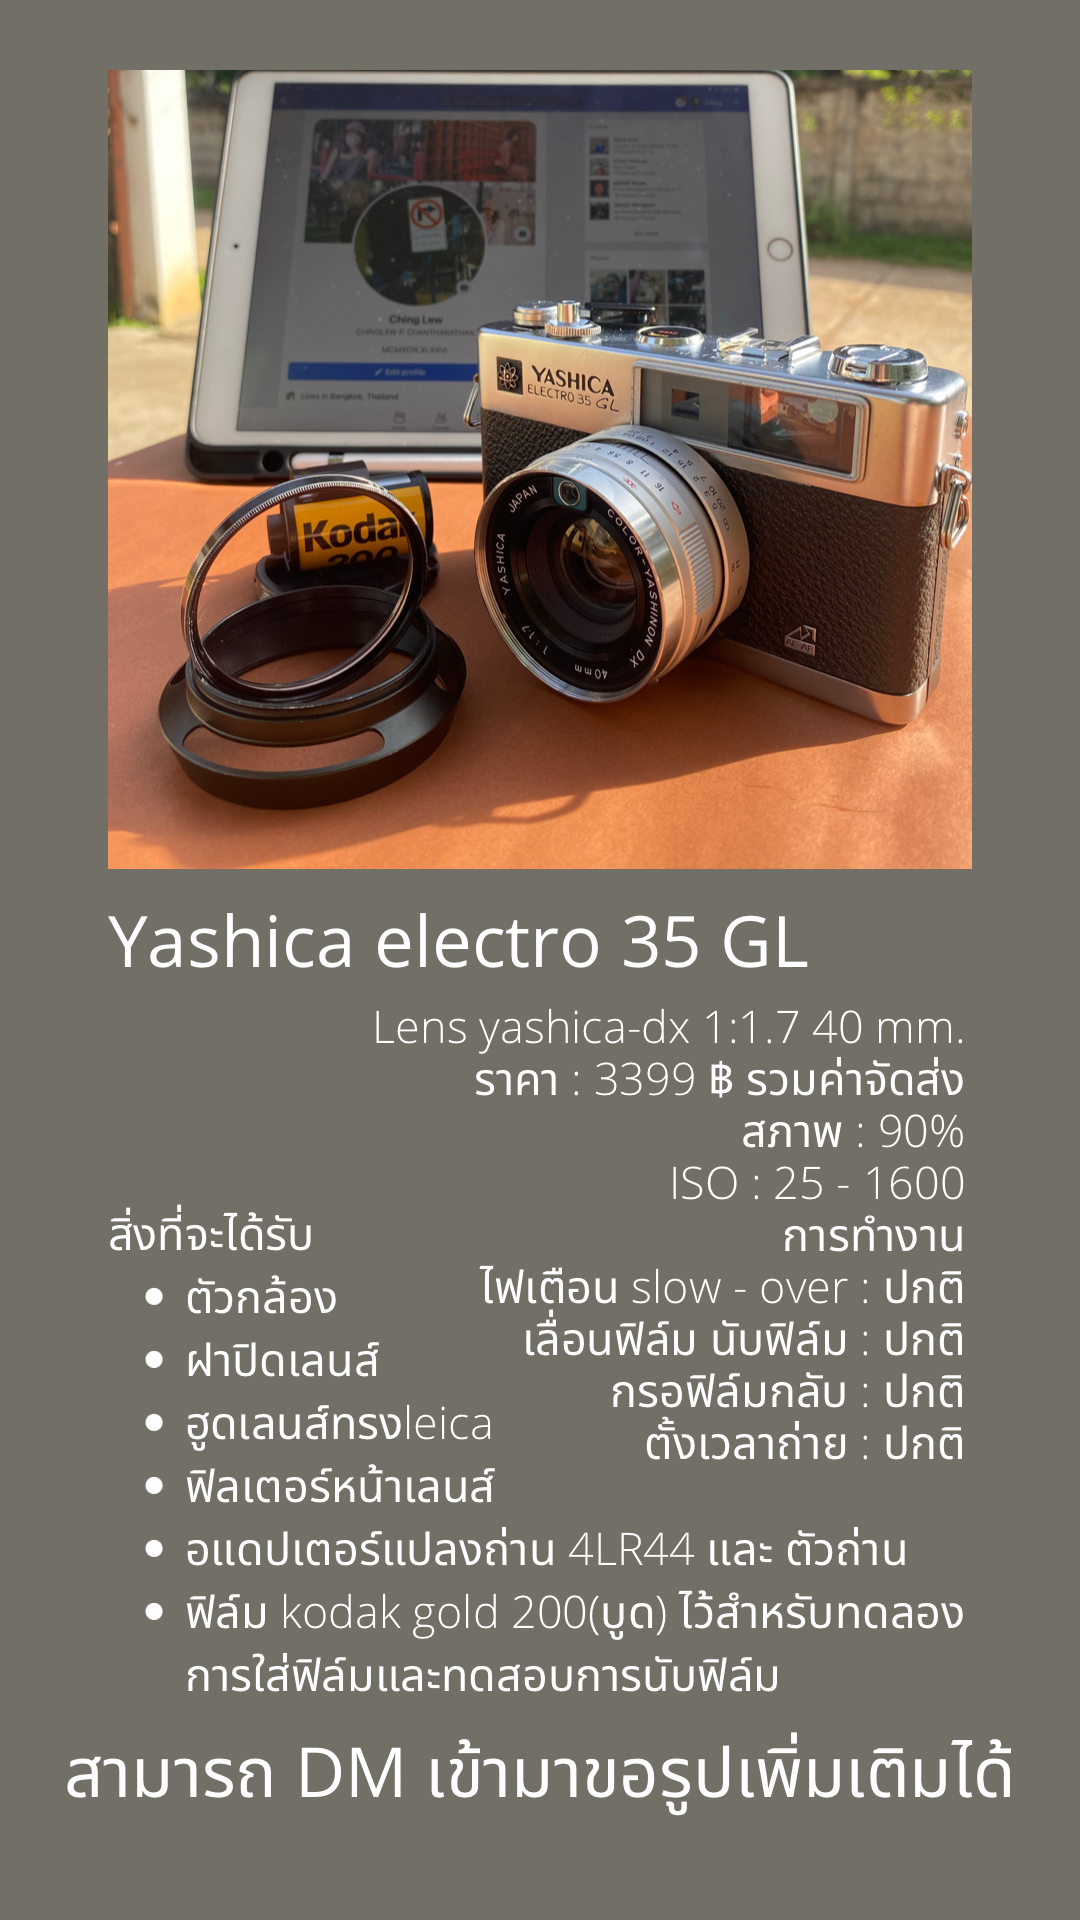 Ching Lew
Edit profile
Lives in Bangkok, Thailand
YASHICA
ELECTRO 35 GL
Kodak
200
YASHICA JAPAN COLOR-YASHINON DX 40mm 1:1.7
Yashica electro 35 GL
Lens yashica-dx 1:1.7 40 mm.
ราคา : 3399 ฿ รวมค่าจัดส่ง
สภาพ : 90%
ISO : 25 - 1600
การทำงาน
ไฟเตือน slow - over : ปกติ
เลื่อนฟิล์ม นับฟิล์ม : ปกติ
กรอฟิล์มกลับ : ปกติ
ตั้งเวลาถ่าย : ปกติ
สิ่งที่จะได้รับ
ตัวกล้อง
ฝาปิดเลนส์
ฮูดเลนส์ทรงleica
ฟิลเตอร์หน้าเลนส์
อแดปเตอร์แปลงถ่าน 4LR44 และ ตัวถ่าน
ฟิล์ม kodak gold 200(บูด) ไว้สำหรับทดลอง
การใส่ฟิล์มและทดสอบการนับฟิล์ม
สามารถ DM เข้ามาขอรูปเพิ่มเติมได้